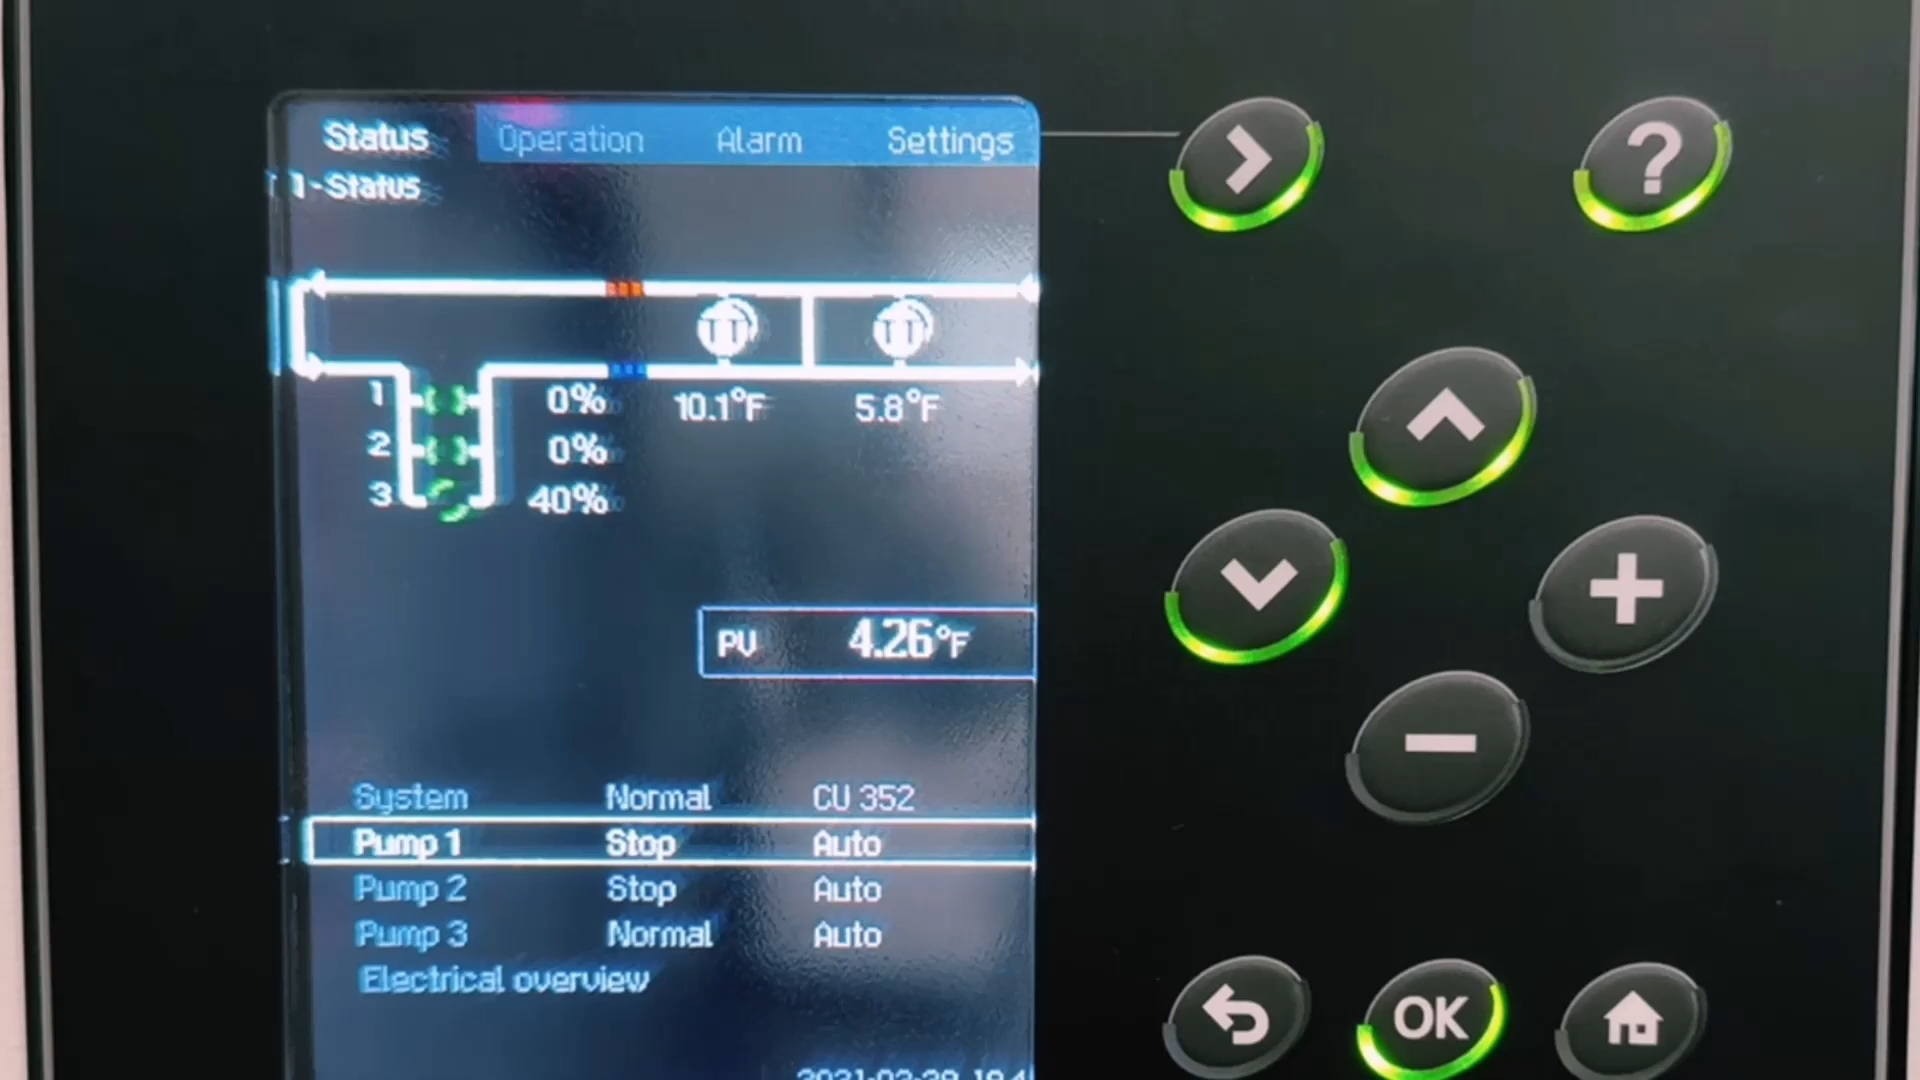 Status Operation Alarm Settings
1-Status
TT TT
1 0% 10.1°F 5.8°F
2 0%
3 40%
PV 4.26°F
System Normal CU 352
Pump 1 Stop Auto
Pump 2 Stop Auto
Pump 3 Normal Auto
Electrical overview
?
OK